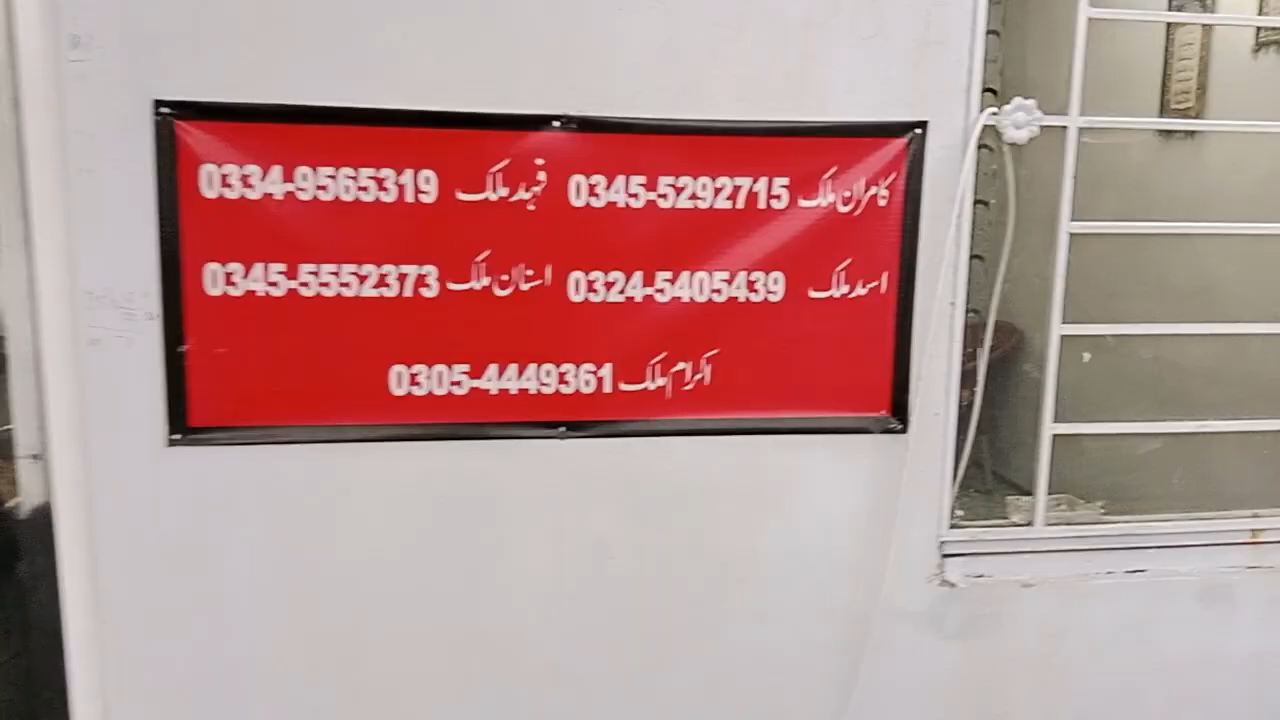 کامران ملک 0345-5292715 فہد ملک 0334-9565319
اسد ملک 0324-5405439 استان ملک 0345-5552373
اکرام ملک 0305-4449361